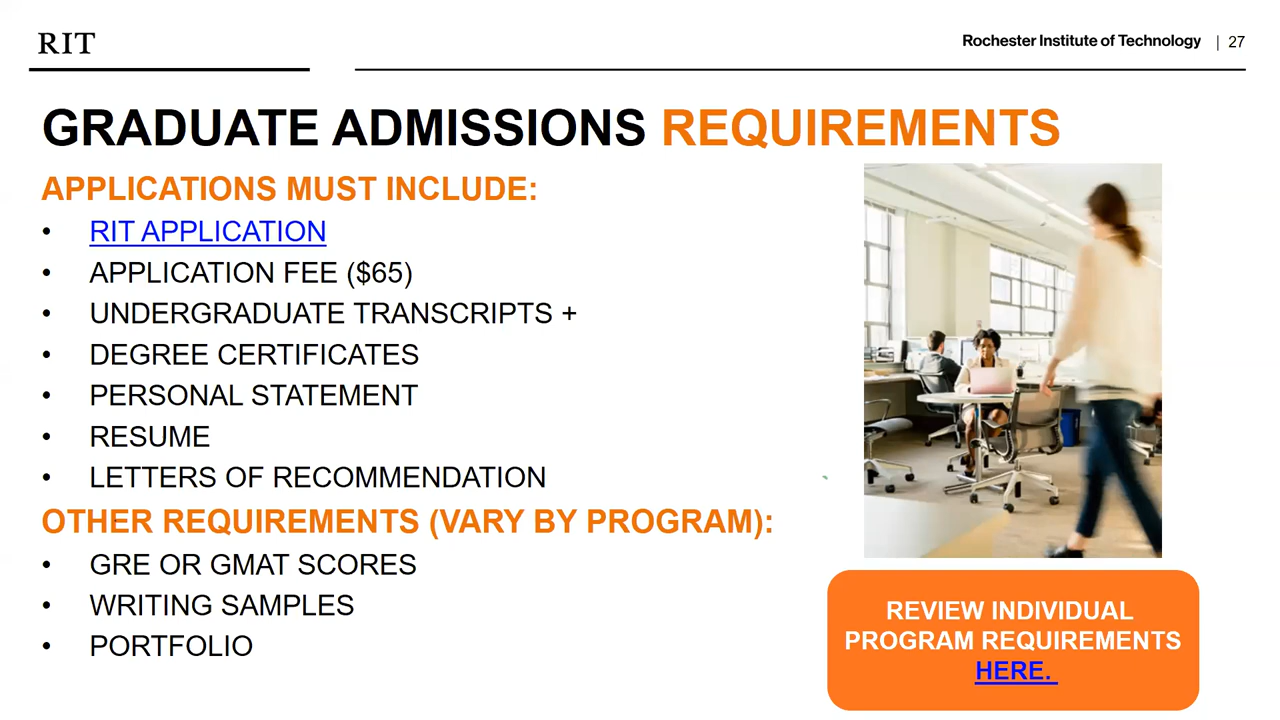 RIT
Rochester Institute of Technology | 27
GRADUATE ADMISSIONS REQUIREMENTS
APPLICATIONS MUST INCLUDE:
• RIT APPLICATION
• APPLICATION FEE ($65)
• UNDERGRADUATE TRANSCRIPTS +
• DEGREE CERTIFICATES
• PERSONAL STATEMENT
• RESUME
• LETTERS OF RECOMMENDATION
OTHER REQUIREMENTS (VARY BY PROGRAM):
• GRE OR GMAT SCORES
• WRITING SAMPLES
• PORTFOLIO
REVIEW INDIVIDUAL
PROGRAM REQUIREMENTS
HERE.